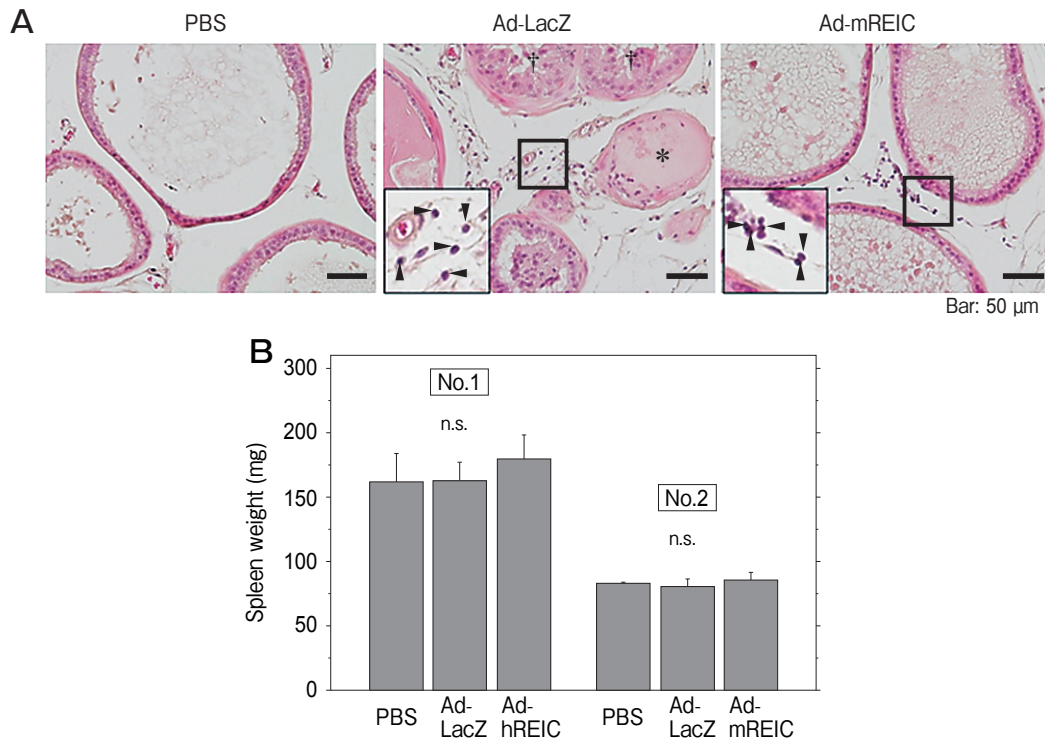 A
PBS
Ad-LacZ
Ad-mREIC
†
†
*
Bar: 50 μm
B
Spleen weight (mg)
300
200
150
100
50
0
No.1
n.s.
No.2
n.s.
PBS
Ad-
LacZ
Ad-
hREIC
PBS
Ad-
LacZ
Ad-
mREIC